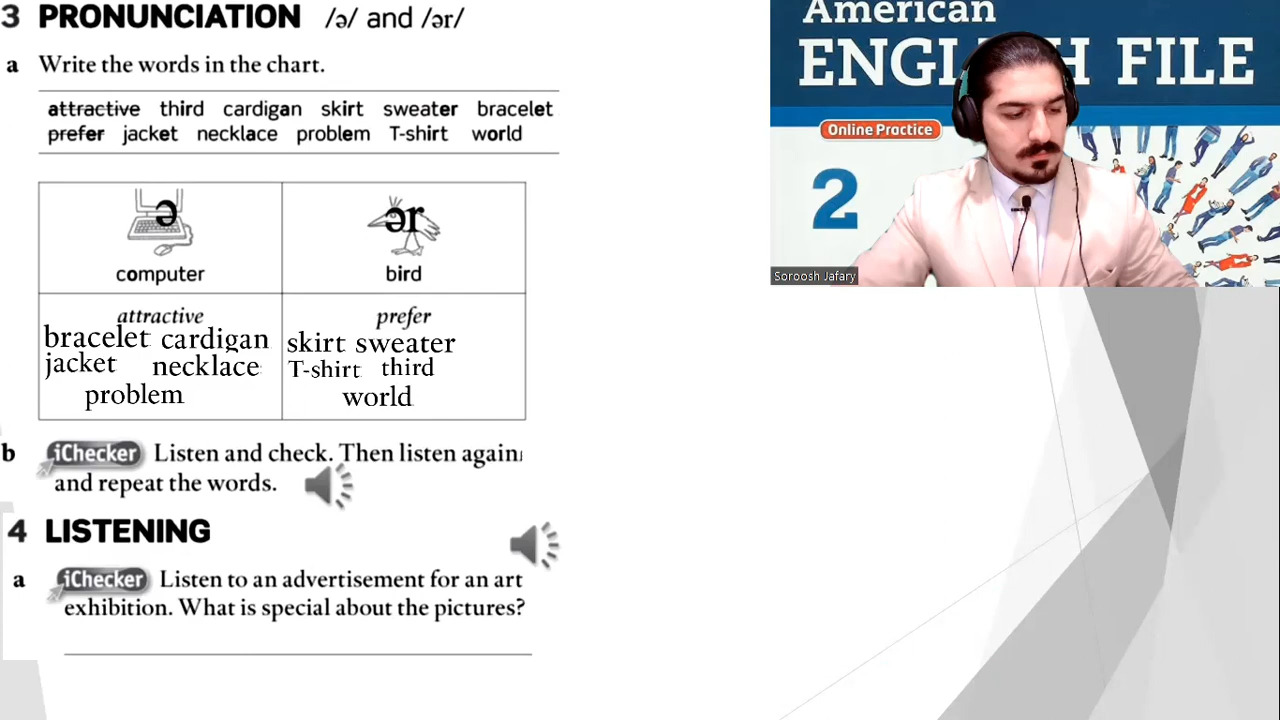 3 PRONUNCIATION /ə/ and /ər/
a Write the words in the chart.
attractive third cardigan skirt sweater bracelet
prefer jacket necklace problem T-shirt world
ə
computer
attractive
bracelet cardigan
jacket necklace
problem
ər
bird
prefer
skirt sweater
T-shirt third
world
b iChecker Listen and check. Then listen again
and repeat the words.
4 LISTENING
a iChecker Listen to an advertisement for an art
exhibition. What is special about the pictures?
American
ENGLISH FILE
Online Practice
2
Soroosh Jafary